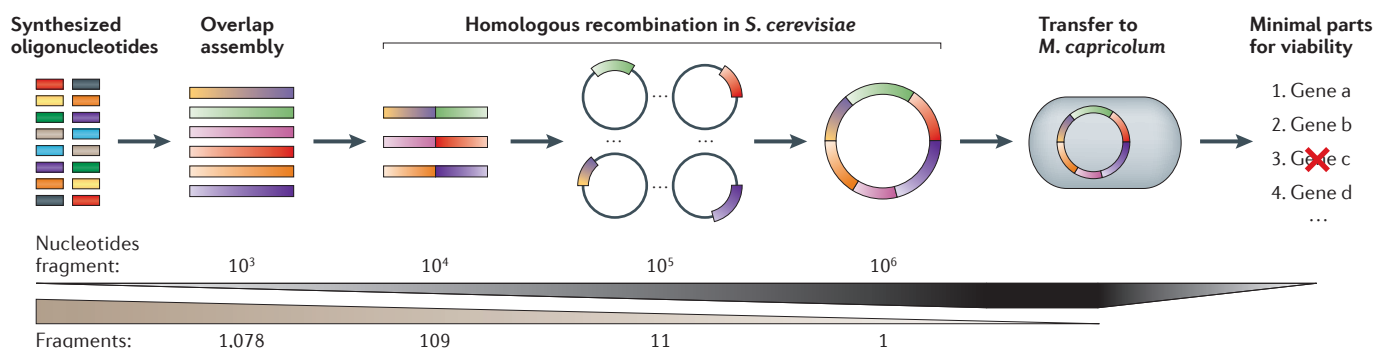 Synthesized
oligonucleotides
Overlap
assembly
Homologous recombination in S. cerevisiae
Transfer to
M. capricolum
Minimal parts
for viability
1. Gene a
2. Gene b
3. Gene c
4. Gene d
...
...
...
...
...
Nucleotides
fragment:
10³
10⁴
10⁵
10⁶
Fragments:
1,078
109
11
1